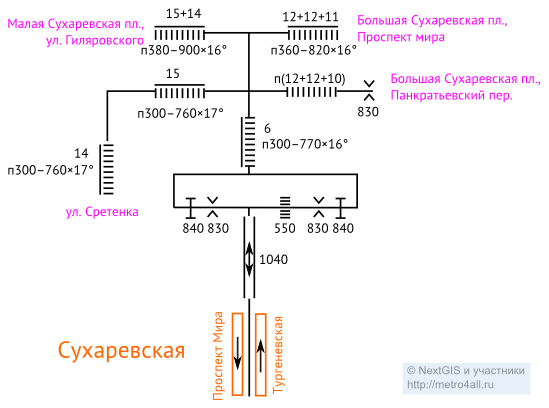 15+14
12+12+11
Малая Сухаревская пл.,
ул. Гиляровского
Большая Сухаревская пл.,
Проспект мира
п380–900×16°
п360–820×16°
15
п(12+12+10)
Большая Сухаревская пл.,
Панкратьевский пер.
п300–760×17°
830
6
п300–770×16°
14
п300–760×17°
ул. Сретенка
840
830
550
830
840
1040
Сухаревская
Проспект Мира
Тургеневская
© NextGIS и участники
http://metro4all.ru